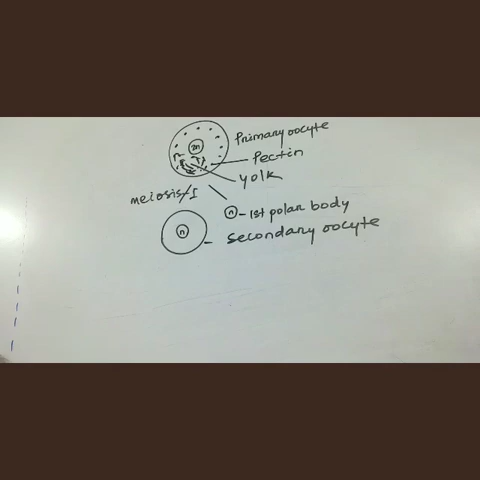 2n
Primary oocyte
Pectin
yolk
meiosis/I
n - 1st polar body
n - Secondary oocyte